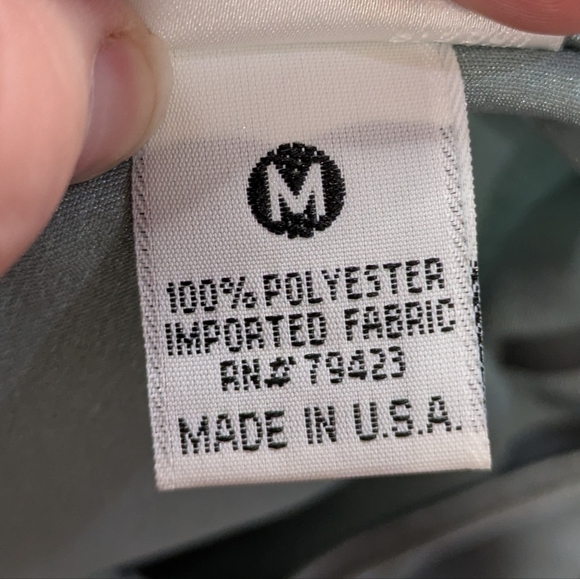 M
100% POLYESTER
IMPORTED FABRIC
RN# 79423
MADE IN U.S.A.